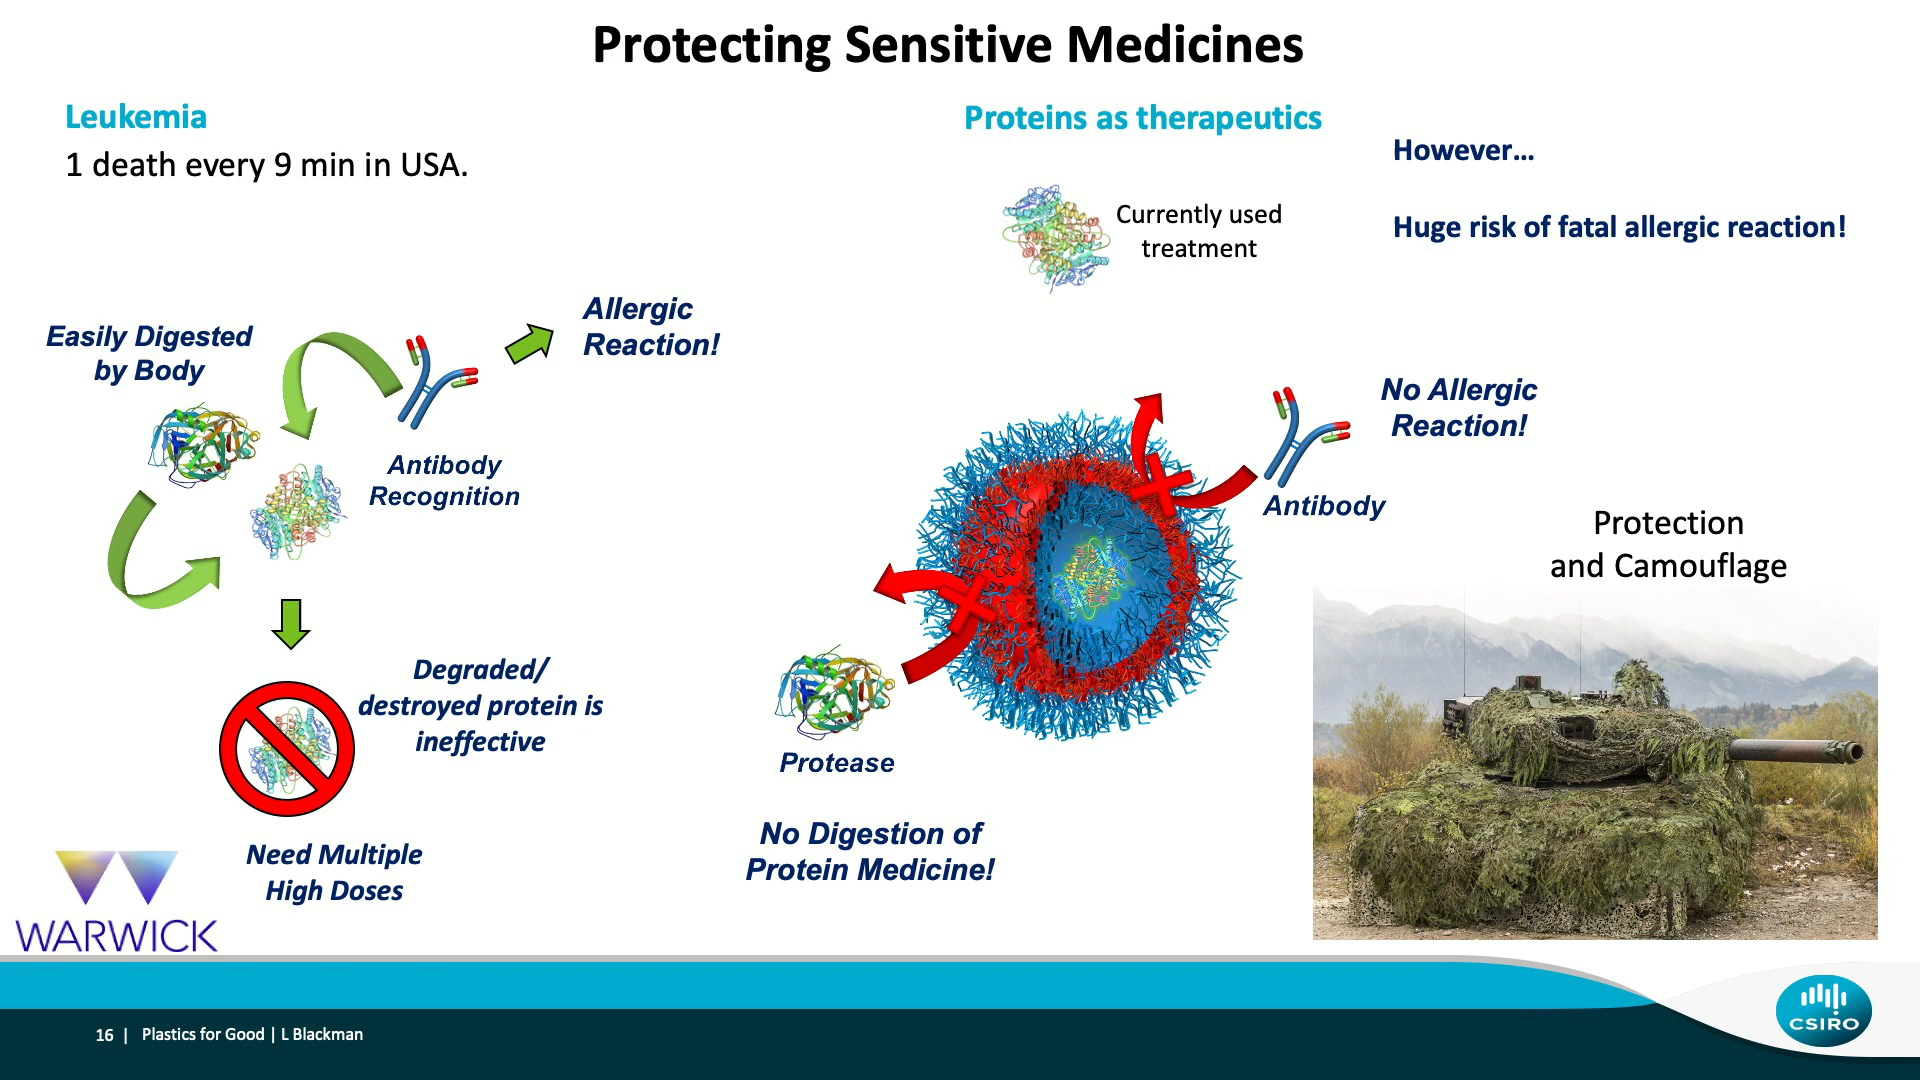 Protecting Sensitive Medicines
Leukemia
1 death every 9 min in USA.
Proteins as therapeutics
Currently used
treatment
However...
Huge risk of fatal allergic reaction!
Easily Digested
by Body
Allergic
Reaction!
Antibody
Recognition
Degraded/
destroyed protein is
ineffective
Need Multiple
High Doses
No Allergic
Reaction!
Antibody
Protease
No Digestion of
Protein Medicine!
Protection
and Camouflage
WARWICK
16 | Plastics for Good | L Blackman
CSIRO